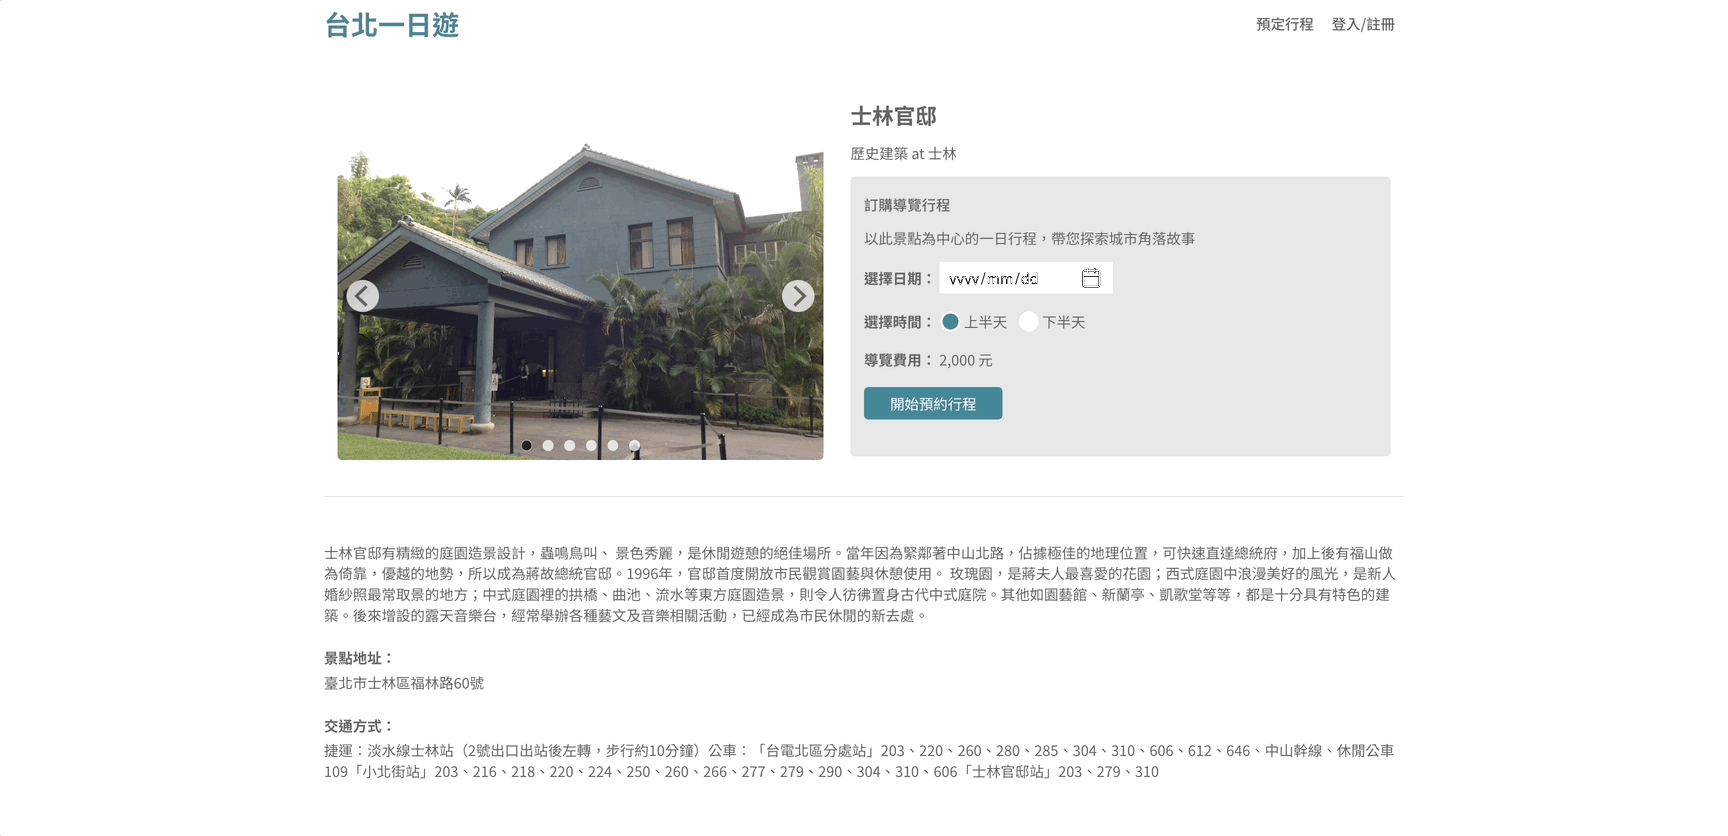 台北一日遊
預定行程 登入/註冊
士林官邸
歷史建築 at 士林
訂購導覽行程
以此景點為中心的一日行程，帶您探索城市角落故事
選擇日期： yyyy/mm/dd
選擇時間： 上半天 下半天
導覽費用： 2,000 元
開始預約行程
士林官邸有精緻的庭園造景設計，蟲鳴鳥叫、 景色秀麗，是休閒遊憩的絕佳場所。當年因為緊鄰著中山北路，佔據極佳的地理位置，可快速直達總統府，加上後有福山做
為倚靠，優越的地勢，所以成為蔣故總統官邸。1996年，官邸首度開放市民觀賞園藝與休憩使用。 玫瑰園，是蔣夫人最喜愛的花園；西式庭園中浪漫美好的風光，是新人
婚紗照最常取景的地方；中式庭園裡的拱橋、曲池、流水等東方庭園造景，則令人彷彿置身古代中式庭院。其他如園藝館、新蘭亭、凱歌堂等等，都是十分具有特色的建
築。後來增設的露天音樂台，經常舉辦各種藝文及音樂相關活動，已經成為市民休閒的新去處。
景點地址：
臺北市士林區福林路60號
交通方式：
捷運：淡水線士林站（2號出口出站後左轉，步行約10分鐘）公車：「台電北區分處站」203、220、260、280、285、304、310、606、612、646、中山幹線、休閒公車
109「小北街站」203、216、218、220、224、250、260、266、277、279、290、304、310、606「士林官邸站」203、279、310